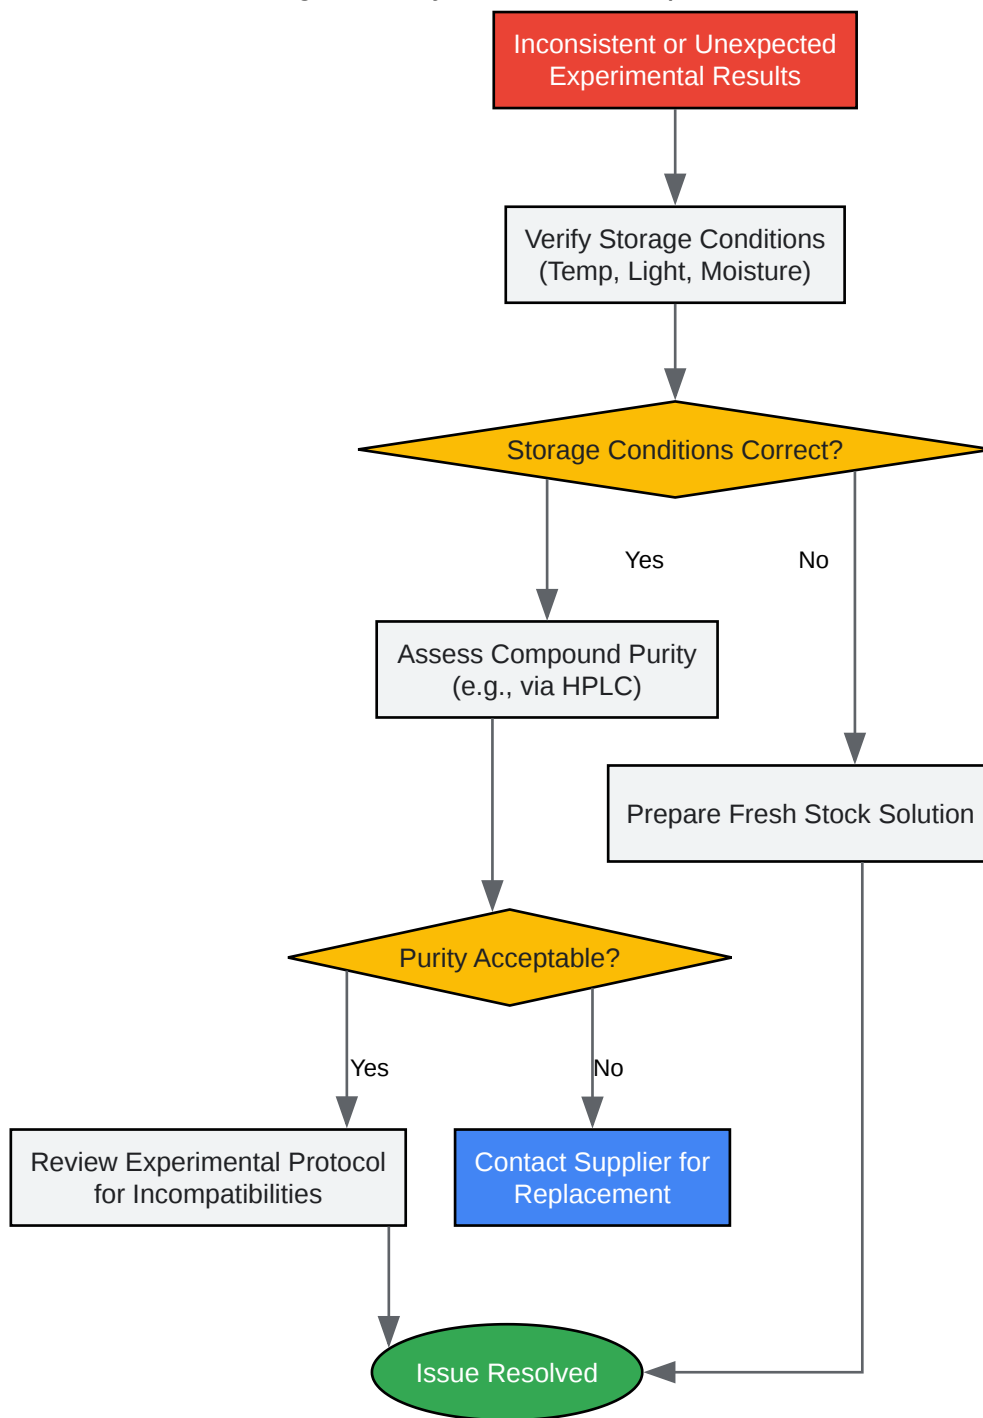 Inconsistent or Unexpected
Experimental Results
Verify Storage Conditions
(Temp, Light, Moisture)
Storage Conditions Correct?
Yes
No
Assess Compound Purity
(e.g., via HPLC)
Prepare Fresh Stock Solution
Purity Acceptable?
Yes
No
Review Experimental Protocol
for Incompatibilities
Contact Supplier for
Replacement
Issue Resolved